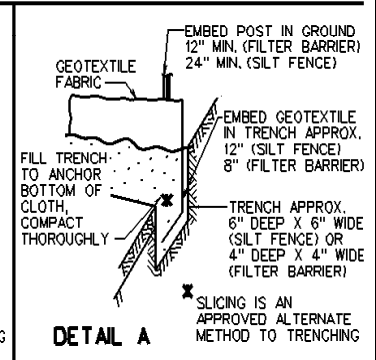 EMBED POST IN GROUND
12" MIN. (FILTER BARRIER)
24" MIN. (SILT FENCE)
GEOTEXTILE
FABRIC
EMBED GEOTEXTILE
IN TRENCH APPROX.
12" (SILT FENCE)
8" (FILTER BARRIER)
FILL TRENCH
TO ANCHOR
BOTTOM OF
CLOTH,
COMPACT
THOROUGHLY
TRENCH APPROX.
6" DEEP X 6" WIDE
(SILT FENCE) OR
4" DEEP X 4" WIDE
(FILTER BARRIER)
SLICING IS AN
APPROVED ALTERNATE
METHOD TO TRENCHING
DETAIL A